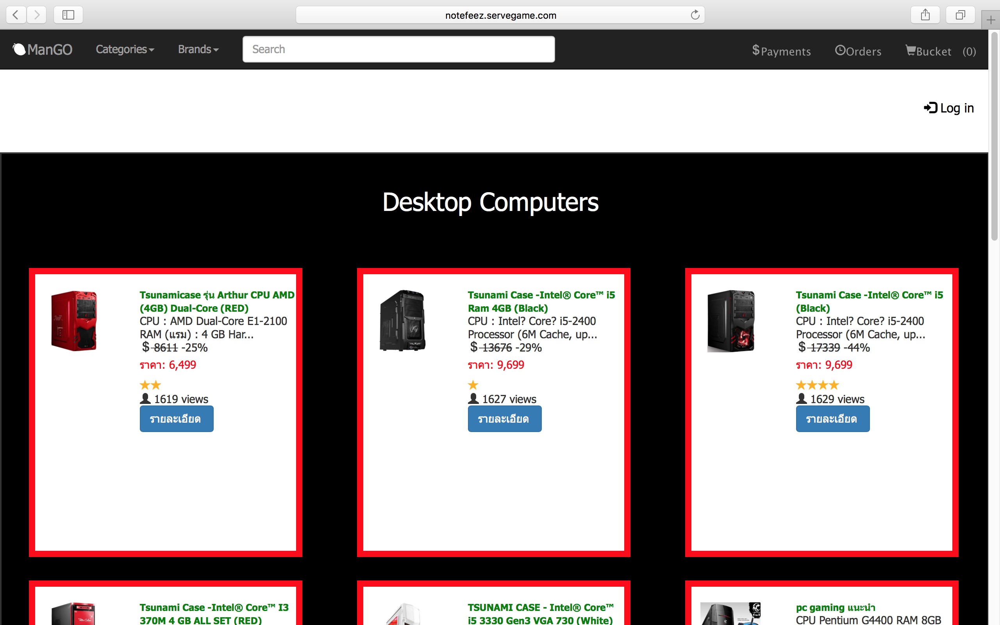 notefeez.servegame.com
ManGO Categories Brands Search $Payments Orders Bucket (0)
Log in
Desktop Computers
Tsunamicase รุ่น Arthur CPU AMD
(4GB) Dual-Core (RED)
CPU : AMD Dual-Core E1-2100
RAM (แรม) : 4 GB Har...
$ 8611 -25%
ราคา: 6,499
1619 views
รายละเอียด
Tsunami Case -Intel® Core™ i5
Ram 4GB (Black)
CPU : Intel? Core? i5-2400
Processor (6M Cache, up...
$ 13676 -29%
ราคา: 9,699
1627 views
รายละเอียด
Tsunami Case -Intel® Core™ i5
(Black)
CPU : Intel? Core? i5-2400
Processor (6M Cache, up...
$ 17339 -44%
ราคา: 9,699
1629 views
รายละเอียด
Tsunami Case -Intel® Core™ I3
370M 4 GB ALL SET (RED)
TSUNAMI CASE - Intel® Core™
i5 3330 Gen3 VGA 730 (White)
pc gaming แนะนำ
CPU Pentium G4400 RAM 8GB